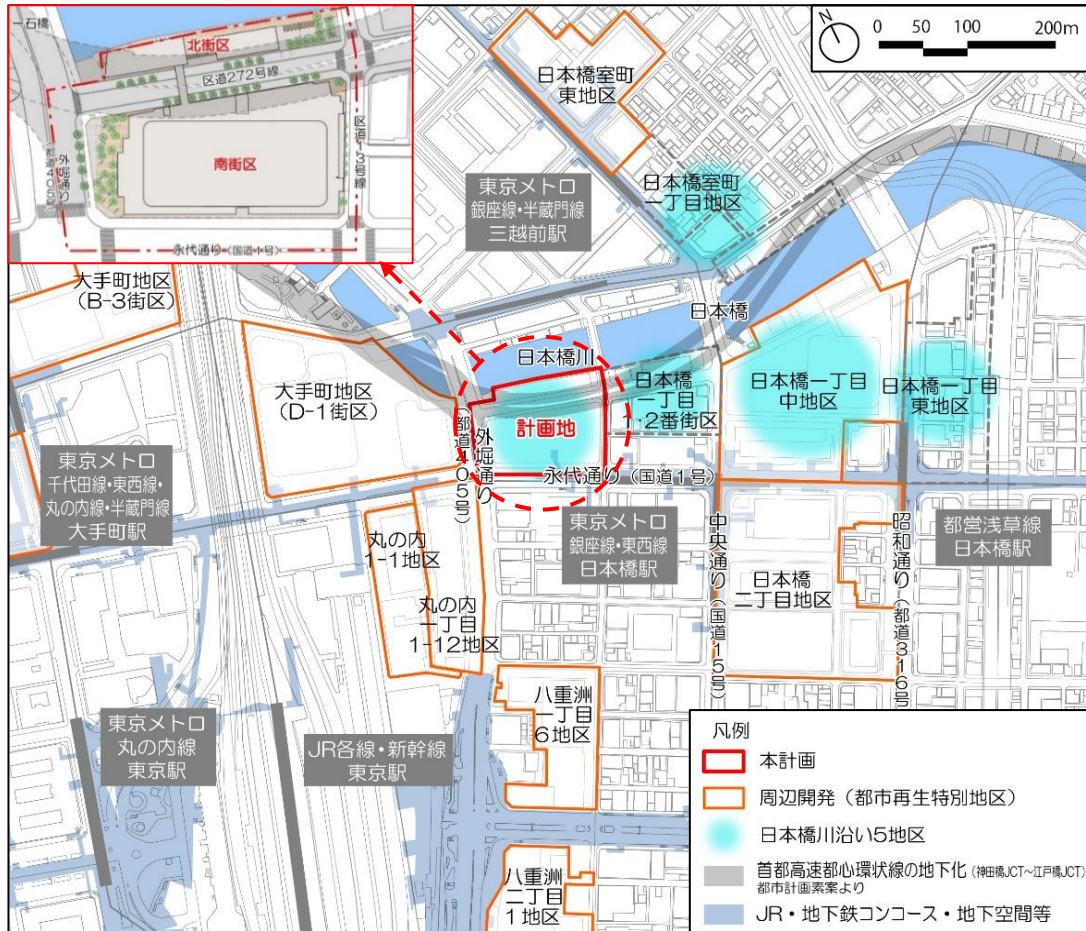 一石橋
北街区
区道272号線
南街区
外堀通り
(都道405号)
区道13号線
永代通り(国道1号)
N
0 50 100 200m
日本橋室町
東地区
東京メトロ
銀座線・半蔵門線
三越前駅
日本橋室町
一丁目地区
大手町地区
(B-3街区)
日本橋
日本橋川
大手町地区
(D-1街区)
計画地
日本橋
一丁目
1・2番街区
日本橋一丁目
中地区
日本橋一丁目
東地区
外堀通り
(都道405号)
永代通り(国道1号)
東京メトロ
千代田線・東西線・
丸の内線・半蔵門線
大手町駅
東京メトロ
銀座線・東西線
日本橋駅
都営浅草線
日本橋駅
丸の内
1-1地区
丸の内
一丁目
1-12地区
中央通り(国道15号)
昭和通り(都道316号)
日本橋
二丁目地区
八重洲
一丁目
6地区
東京メトロ
丸の内線
東京駅
JR各線・新幹線
東京駅
八重洲
二丁目
1地区
凡例
本計画
周辺開発(都市再生特別地区)
日本橋川沿い5地区
首都高速都心環状線の地下化(神田橋JCT~江戸橋JCT)
都市計画素案より
JR・地下鉄コンコース・地下空間等